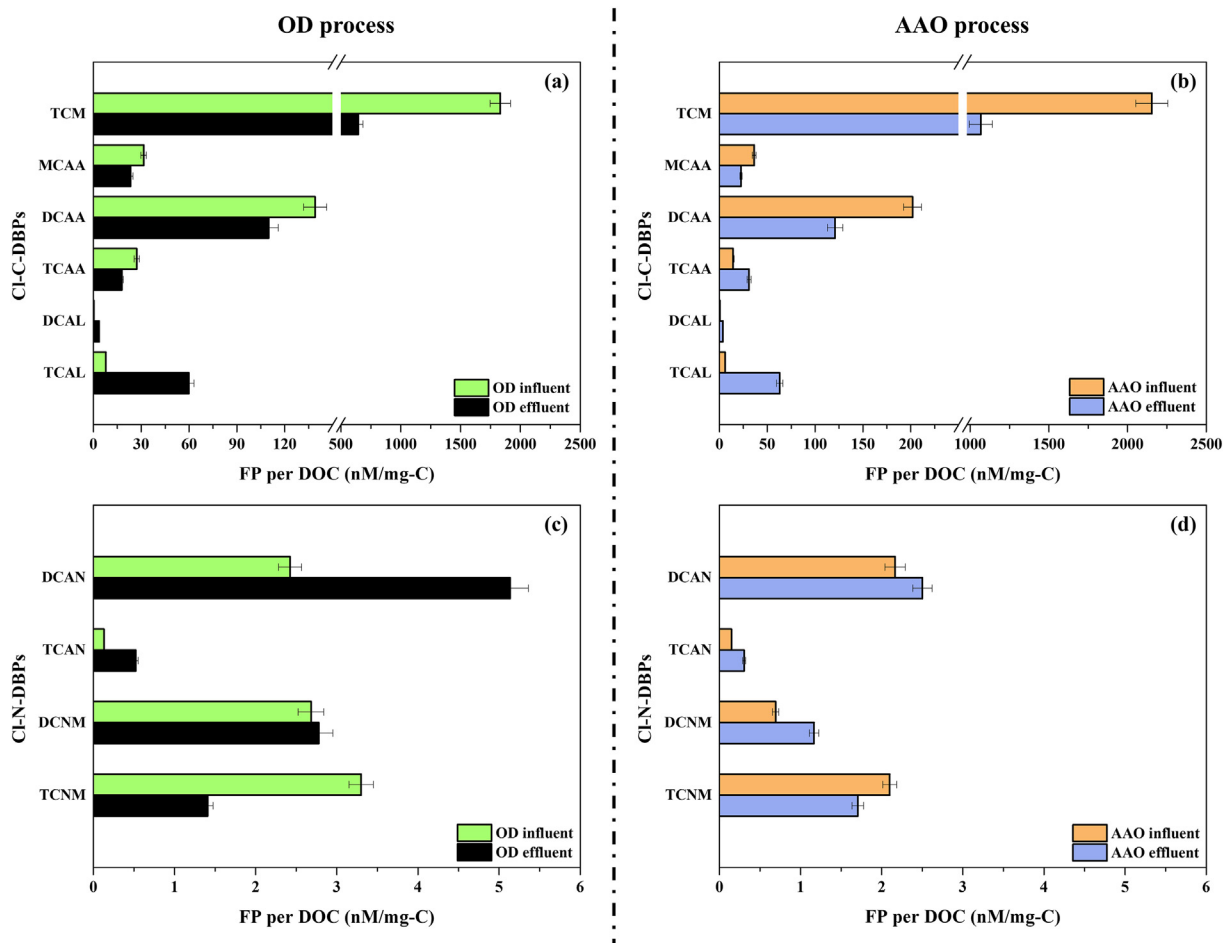 OD process
AAO process
(a)
TCM
MCAA
DCAA
TCAA
DCAL
TCAL
Cl-C-DBPs
OD influent
OD effluent
0 30 60 90 120 500 1000 1500 2000 2500
FP per DOC (nM/mg-C)
(b)
TCM
MCAA
DCAA
TCAA
DCAL
TCAL
Cl-C-DBPs
AAO influent
AAO effluent
0 25 50 75 100 125 200 1000 1500 2000 2500
FP per DOC (nM/mg-C)
(c)
DCAN
TCAN
DCNM
TCNM
Cl-N-DBPs
OD influent
OD effluent
0 1 2 3 4 5 6
FP per DOC (nM/mg-C)
(d)
DCAN
TCAN
DCNM
TCNM
Cl-N-DBPs
AAO influent
AAO effluent
0 1 2 3 4 5 6
FP per DOC (nM/mg-C)